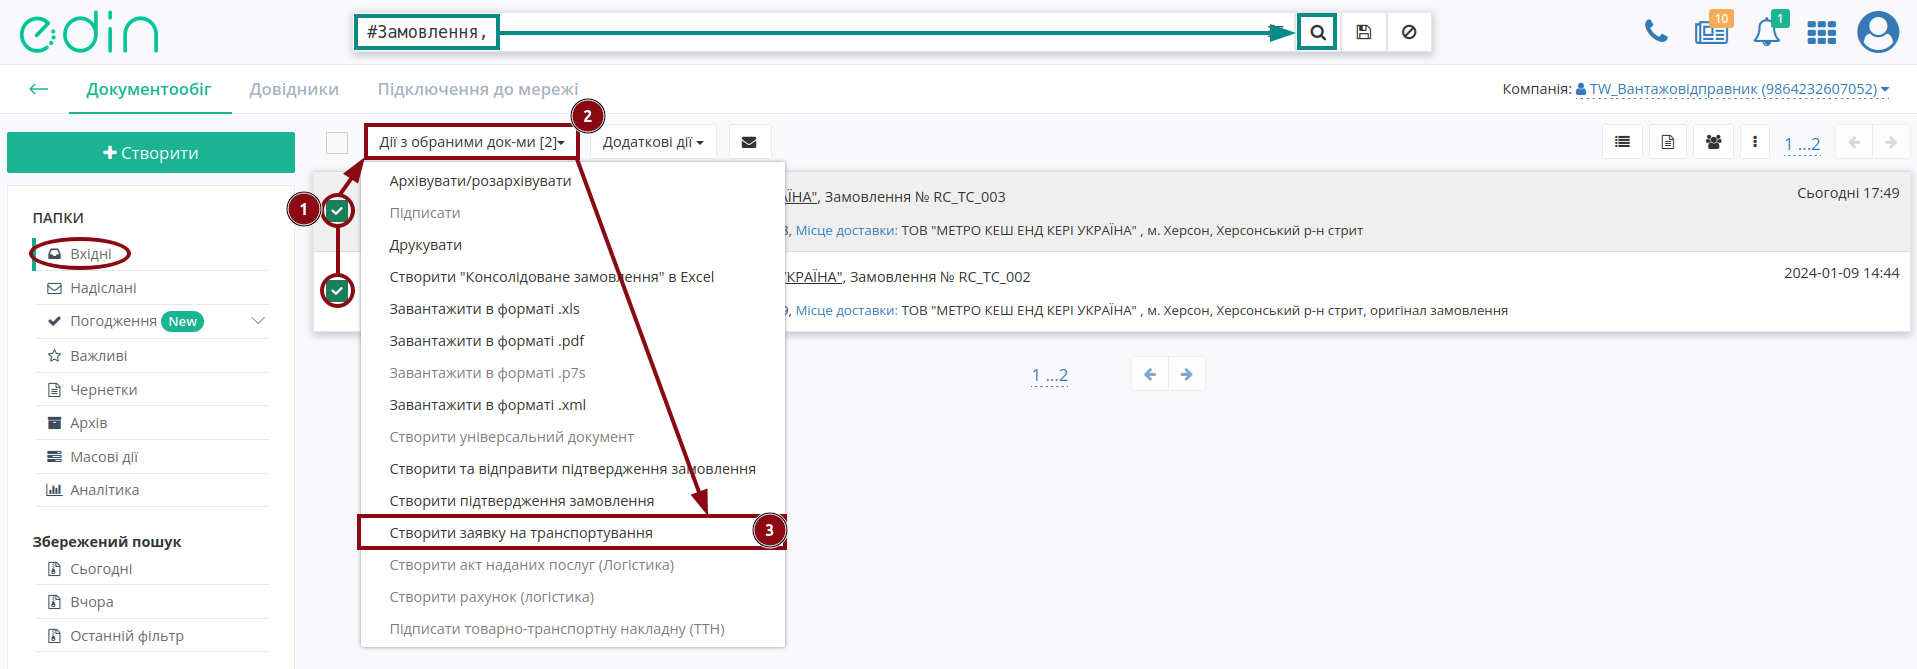 edin
#Замовлення,
10
1
Документообіг
Довідники
Підключення до мережі
Компанія: TW_Вантажовідправник (9864232607052)
Створити
Дії з обраними док-ми [2]
2
Додаткові дії
1 ...2
ПАПКИ
Вхідні
Надіслані
Погодження New
Важливі
Чернетки
Архів
Масові дії
Аналітика
Збережений пошук
Сьогодні
Вчора
Останній фільтр
1
Архівувати/розархівувати
Підписати
Друкувати
Створити "Консолідоване замовлення" в Excel
Завантажити в форматі .xls
Завантажити в форматі .pdf
Завантажити в форматі .p7s
Завантажити в форматі .xml
Створити універсальний документ
Створити та відправити підтвердження замовлення
Створити підтвердження замовлення
Створити заявку на транспортування
3
Створити акт наданих послуг (Логістика)
Створити рахунок (логістика)
Підписати товарно-транспортну накладну (ТТН)
ЇНА", Замовлення № RC_TC_003
Сьогодні 17:49
Місце доставки: ТОВ "МЕТРО КЕШ ЕНД КЕРІ УКРАЇНА" , м. Херсон, Херсонський р-н стрит
КРАЇНА", Замовлення № RC_TC_002
2024-01-09 14:44
Місце доставки: ТОВ "МЕТРО КЕШ ЕНД КЕРІ УКРАЇНА" , м. Херсон, Херсонський р-н стрит, оригінал замовлення
1 ...2